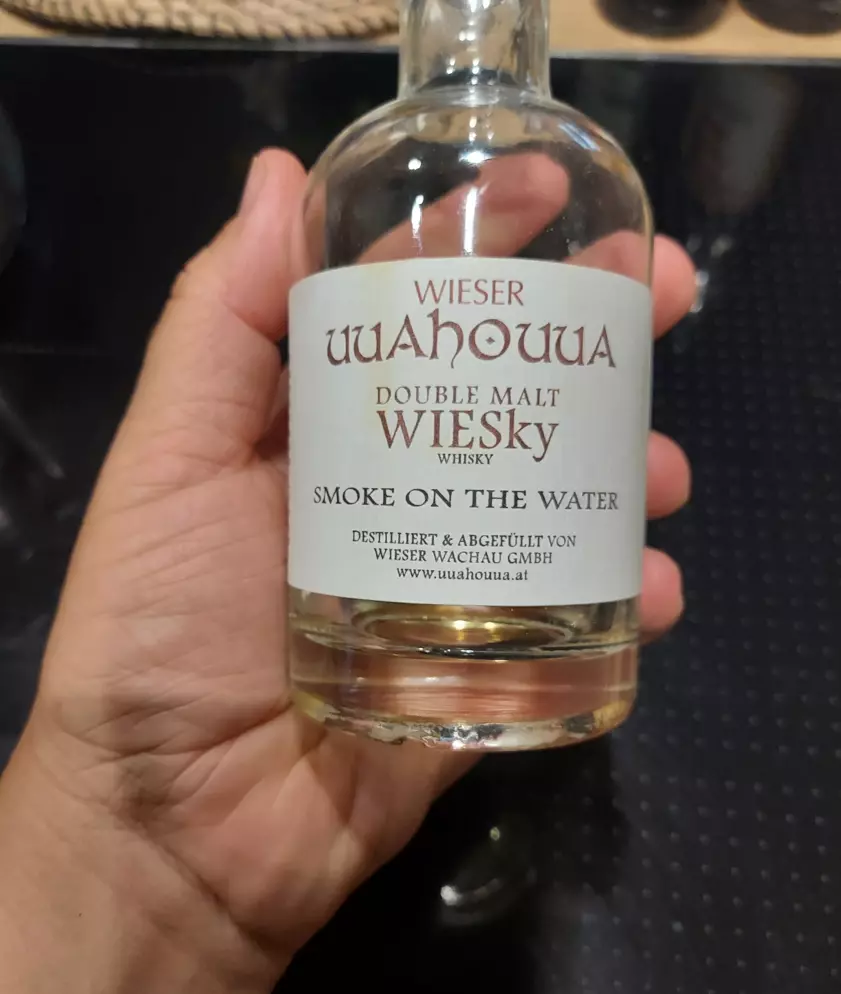 WIESER
uuAhouuA
DOUBLE MALT
WIESky
WHISKY
SMOKE ON THE WATER
DESTILLIERT & ABGEFÜLLT VON
WIESER WACHAU GMBH
www.uuahouua.at